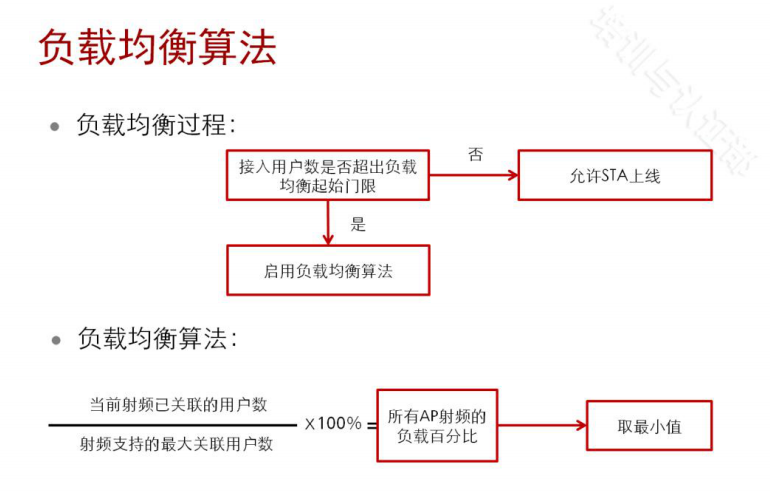 负载均衡算法
培训与认证部
• 负载均衡过程：
接入用户数是否超出负载
均衡起始门限
否
允许STA上线
是
启用负载均衡算法
• 负载均衡算法：
当前射频已关联的用户数
射频支持的最大关联用户数
×100% =
所有AP射频的
负载百分比
取最小值